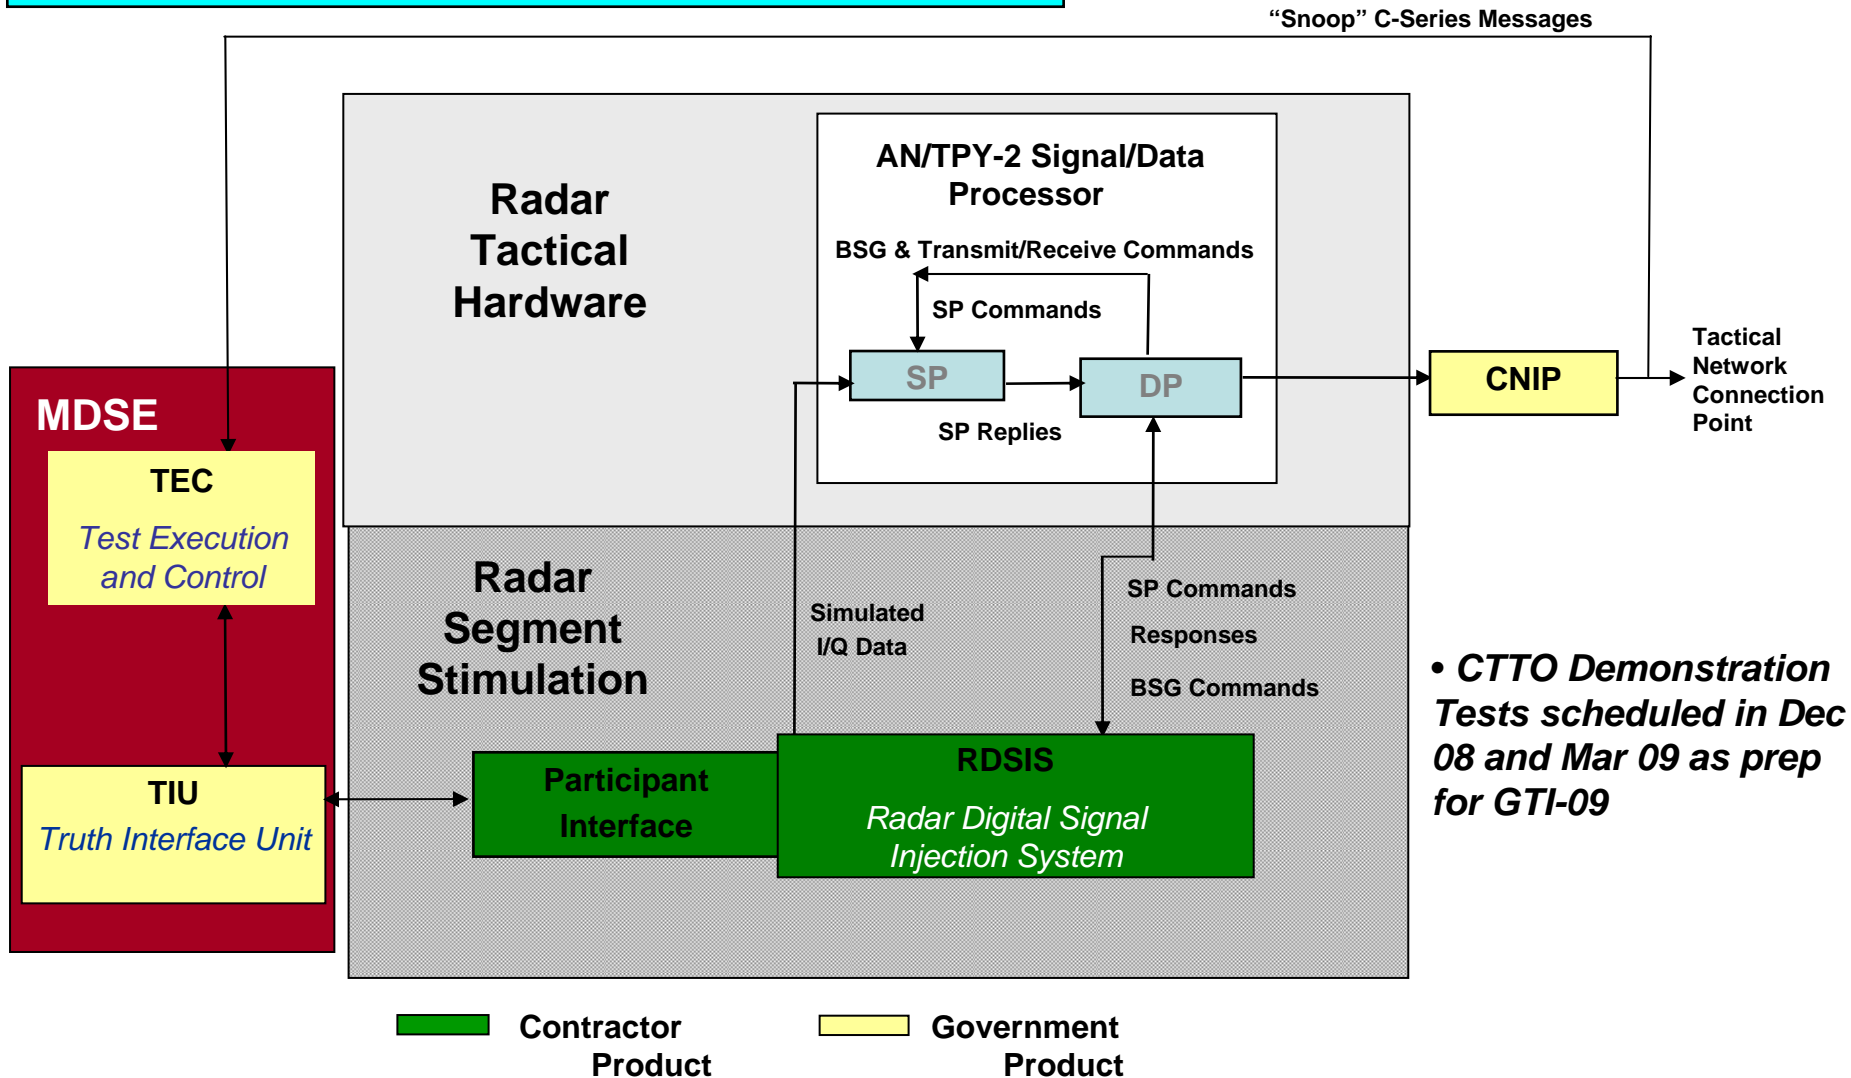 “Snoop” C-Series Messages
AN/TPY-2 Signal/Data
Processor
Radar
Tactical
Hardware
BSG & Transmit/Receive Commands
SP Commands
SP
DP
SP Replies
CNIP
Tactical
Network
Connection
Point
MDSE
TEC
Test Execution
and Control
Radar
Segment
Stimulation
Simulated
I/Q Data
SP Commands
Responses
BSG Commands
• CTTO Demonstration
Tests scheduled in Dec
08 and Mar 09 as prep
for GTI-09
TIU
Truth Interface Unit
Participant
Interface
RDSIS
Radar Digital Signal
Injection System
Contractor
Product
Government
Product